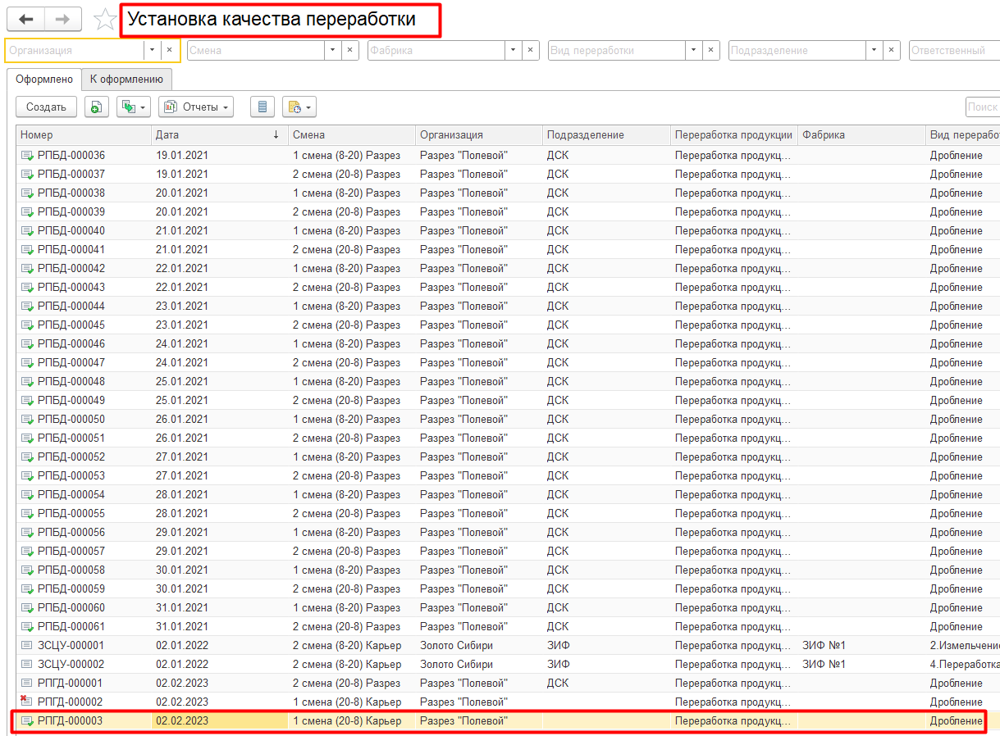 Установка качества переработки
Организация Смена Фабрика Вид переработки Подразделение Ответственный
Оформлено К оформлению
Создать Отчеты Поиск
Номер Дата ↓ Смена Организация Подразделение Переработка продукции Фабрика Вид переработ
РПБД-000036 19.01.2021 1 смена (8-20) Разрез Разрез "Полевой" ДСК Переработка продукц... Дробление
РПБД-000037 19.01.2021 2 смена (20-8) Разрез Разрез "Полевой" ДСК Переработка продукц... Дробление
РПБД-000038 20.01.2021 1 смена (8-20) Разрез Разрез "Полевой" ДСК Переработка продукц... Дробление
РПБД-000039 20.01.2021 2 смена (20-8) Разрез Разрез "Полевой" ДСК Переработка продукц... Дробление
РПБД-000040 21.01.2021 1 смена (8-20) Разрез Разрез "Полевой" ДСК Переработка продукц... Дробление
РПБД-000041 21.01.2021 2 смена (20-8) Разрез Разрез "Полевой" ДСК Переработка продукц... Дробление
РПБД-000042 22.01.2021 1 смена (8-20) Разрез Разрез "Полевой" ДСК Переработка продукц... Дробление
РПБД-000043 22.01.2021 2 смена (20-8) Разрез Разрез "Полевой" ДСК Переработка продукц... Дробление
РПБД-000044 23.01.2021 1 смена (8-20) Разрез Разрез "Полевой" ДСК Переработка продукц... Дробление
РПБД-000045 23.01.2021 2 смена (20-8) Разрез Разрез "Полевой" ДСК Переработка продукц... Дробление
РПБД-000046 24.01.2021 1 смена (8-20) Разрез Разрез "Полевой" ДСК Переработка продукц... Дробление
РПБД-000047 24.01.2021 2 смена (20-8) Разрез Разрез "Полевой" ДСК Переработка продукц... Дробление
РПБД-000048 25.01.2021 1 смена (8-20) Разрез Разрез "Полевой" ДСК Переработка продукц... Дробление
РПБД-000049 25.01.2021 2 смена (20-8) Разрез Разрез "Полевой" ДСК Переработка продукц... Дробление
РПБД-000050 26.01.2021 1 смена (8-20) Разрез Разрез "Полевой" ДСК Переработка продукц... Дробление
РПБД-000051 26.01.2021 2 смена (20-8) Разрез Разрез "Полевой" ДСК Переработка продукц... Дробление
РПБД-000052 27.01.2021 1 смена (8-20) Разрез Разрез "Полевой" ДСК Переработка продукц... Дробление
РПБД-000053 27.01.2021 2 смена (20-8) Разрез Разрез "Полевой" ДСК Переработка продукц... Дробление
РПБД-000054 28.01.2021 1 смена (8-20) Разрез Разрез "Полевой" ДСК Переработка продукц... Дробление
РПБД-000055 28.01.2021 2 смена (20-8) Разрез Разрез "Полевой" ДСК Переработка продукц... Дробление
РПБД-000056 29.01.2021 1 смена (8-20) Разрез Разрез "Полевой" ДСК Переработка продукц... Дробление
РПБД-000057 29.01.2021 2 смена (20-8) Разрез Разрез "Полевой" ДСК Переработка продукц... Дробление
РПБД-000058 30.01.2021 1 смена (8-20) Разрез Разрез "Полевой" ДСК Переработка продукц... Дробление
РПБД-000059 30.01.2021 2 смена (20-8) Разрез Разрез "Полевой" ДСК Переработка продукц... Дробление
РПБД-000060 31.01.2021 1 смена (8-20) Разрез Разрез "Полевой" ДСК Переработка продукц... Дробление
РПБД-000061 31.01.2021 2 смена (20-8) Разрез Разрез "Полевой" ДСК Переработка продукц... Дробление
ЗСЦУ-000001 02.01.2022 2 смена (8-20) Карьер Золото Сибири ЗИФ Переработка продукц... ЗИФ №1 2.Измельчение
ЗСЦУ-000002 02.01.2022 2 смена (8-20) Карьер Золото Сибири ЗИФ Переработка продукц... ЗИФ №1 4.Переработка
РПГД-000001 02.02.2023 2 смена (20-8) Разрез Разрез "Полевой" ДСК Переработка продукц... Дробление
РПГД-000002 02.02.2023 1 смена (20-8) Карьер Разрез "Полевой" Переработка продукц... Дробление
РПГД-000003 02.02.2023 1 смена (20-8) Карьер Разрез "Полевой" Переработка продукц... Дробление